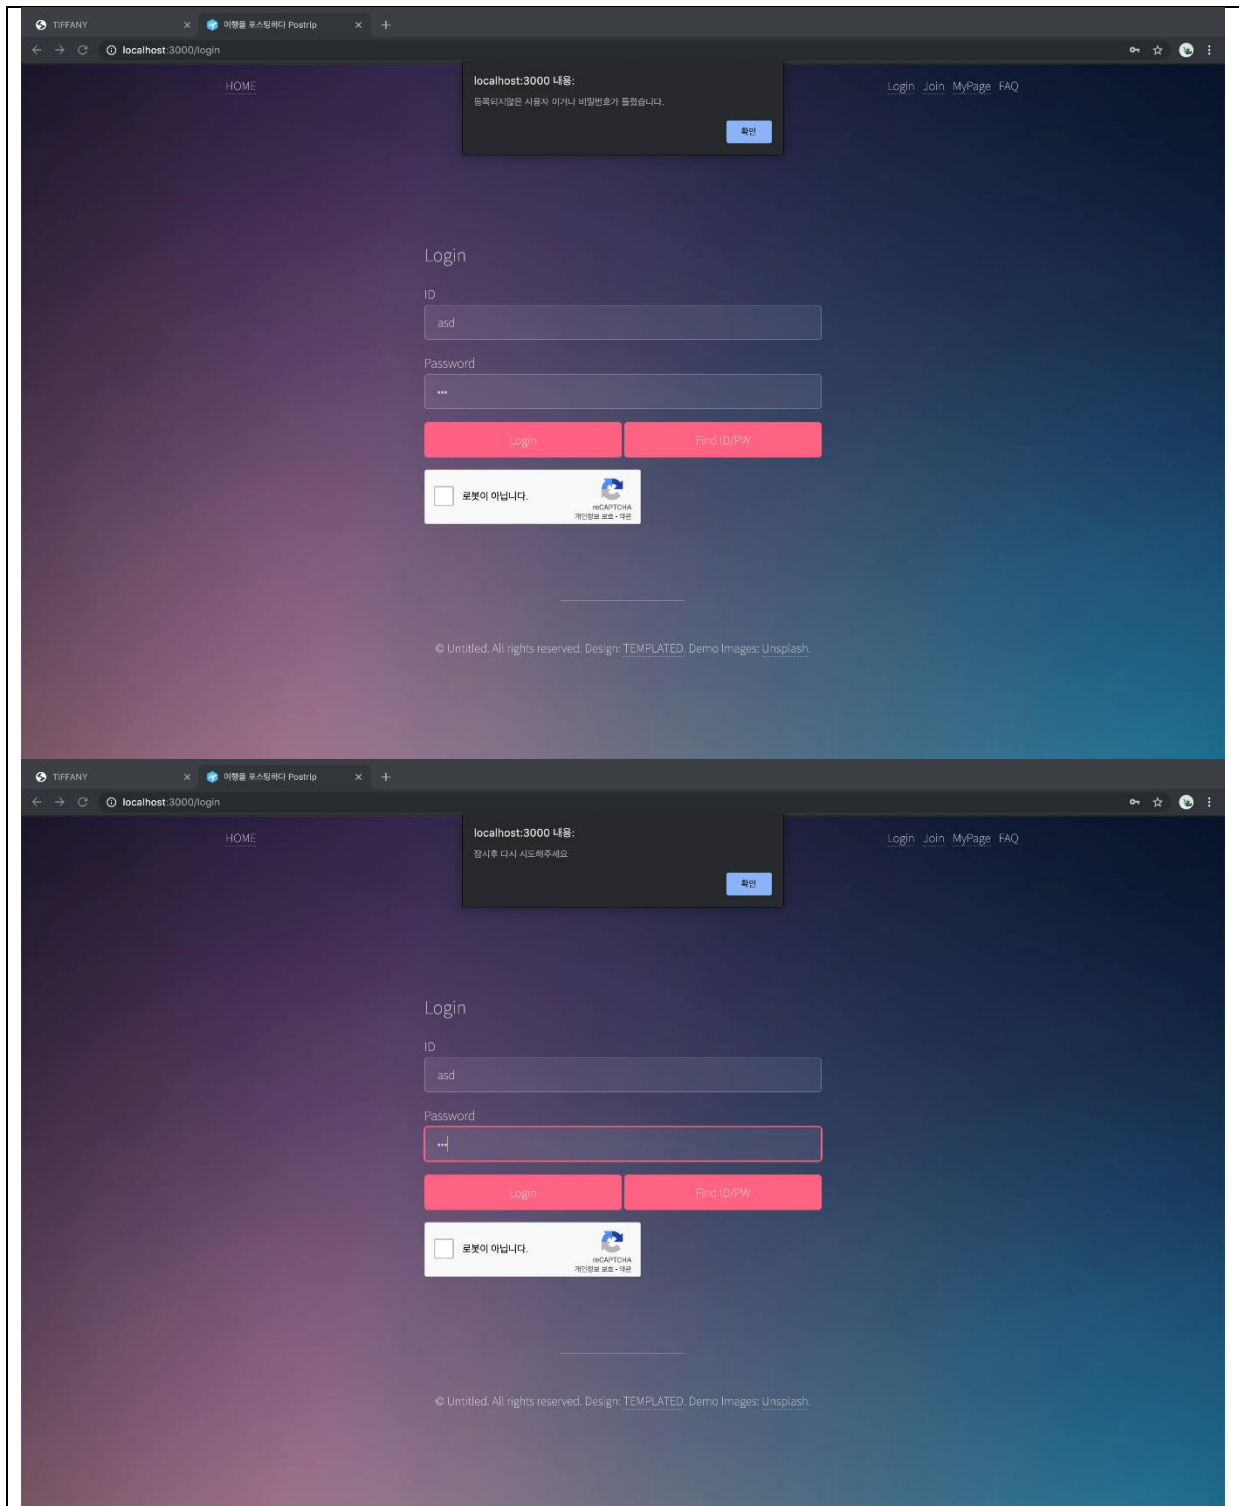 TIFFANY
여행을 포스팅하다 Postrip
localhost:3000/login
HOME
localhost:3000 내용:
등록되지않은 사용자 이거나 비밀번호가 틀렸습니다.
확인
Login Join MyPage FAQ
Login
ID
asd
Password
•••
Login
Find ID/PW
로봇이 아닙니다.
reCAPTCHA
개인정보 보호 • 약관
© Untitled. All rights reserved. Design: TEMPLATED. Demo Images: Unsplash.
TIFFANY
여행을 포스팅하다 Postrip
localhost:3000/login
HOME
localhost:3000 내용:
잠시후 다시 시도해주세요
확인
Login Join MyPage FAQ
Login
ID
asd
Password
•••
Login
Find ID/PW
로봇이 아닙니다.
reCAPTCHA
개인정보 보호 • 약관
© Untitled. All rights reserved. Design: TEMPLATED. Demo Images: Unsplash.